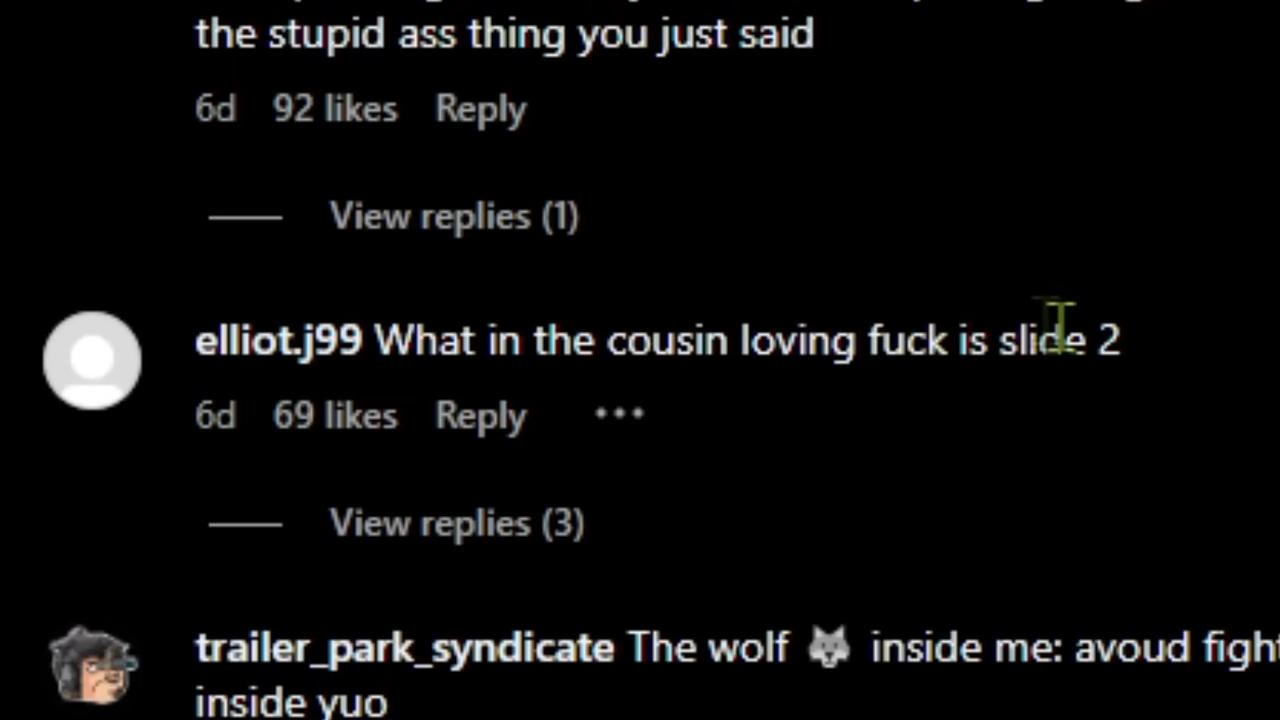 the stupid ass thing you just said
6d 92 likes Reply
View replies (1)
elliot.j99 What in the cousin loving fuck is slide 2
6d 69 likes Reply •••
View replies (3)
trailer_park_syndicate The wolf 🐺 inside me: avoud fight
inside yuo